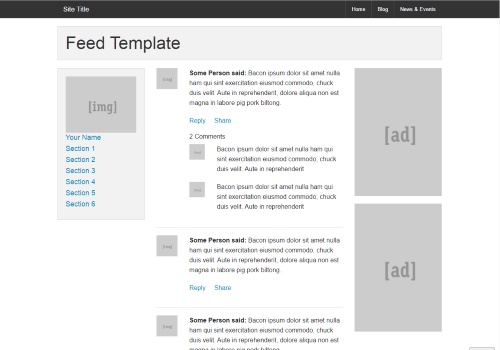 Site Title
Home Blog News & Events
Feed Template
[img]
Your Name
Section 1
Section 2
Section 3
Section 4
Section 5
Section 6
[img]
Some Person said: Bacon ipsum dolor sit amet nulla
ham qui sint exercitation eiusmod commodo, chuck
duis velit. Aute in reprehenderit, dolore aliqua non est
magna in labore pig pork biltong.
Reply Share
2 Comments
[img]
Bacon ipsum dolor sit amet nulla ham qui
sint exercitation eiusmod commodo, chuck
duis velit. Aute in reprehenderit
[img]
Bacon ipsum dolor sit amet nulla ham qui
sint exercitation eiusmod commodo, chuck
duis velit. Aute in reprehenderit
[img]
Some Person said: Bacon ipsum dolor sit amet nulla
ham qui sint exercitation eiusmod commodo, chuck
duis velit. Aute in reprehenderit, dolore aliqua non est
magna in labore pig pork biltong.
Reply Share
[img]
Some Person said: Bacon ipsum dolor sit amet nulla
ham qui sint exercitation eiusmod commodo, chuck
duis velit. Aute in reprehenderit, dolore aliqua non est
magna in labore pig pork biltong.
[ad]
[ad]